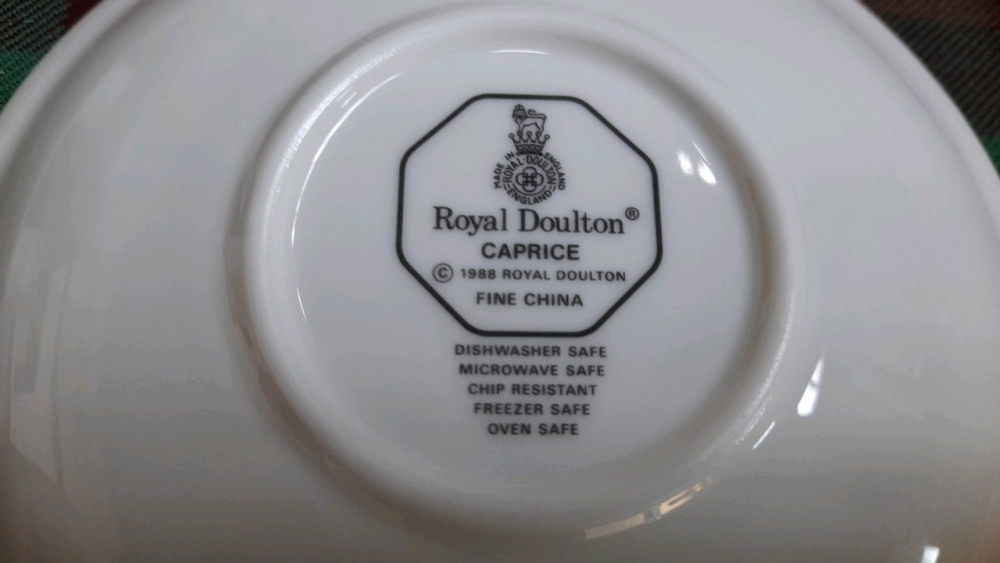 MADE IN ENGLAND
ROYAL·DOULTON
ENGLAND
Royal Doulton®
CAPRICE
© 1988 ROYAL DOULTON
FINE CHINA
DISHWASHER SAFE
MICROWAVE SAFE
CHIP RESISTANT
FREEZER SAFE
OVEN SAFE